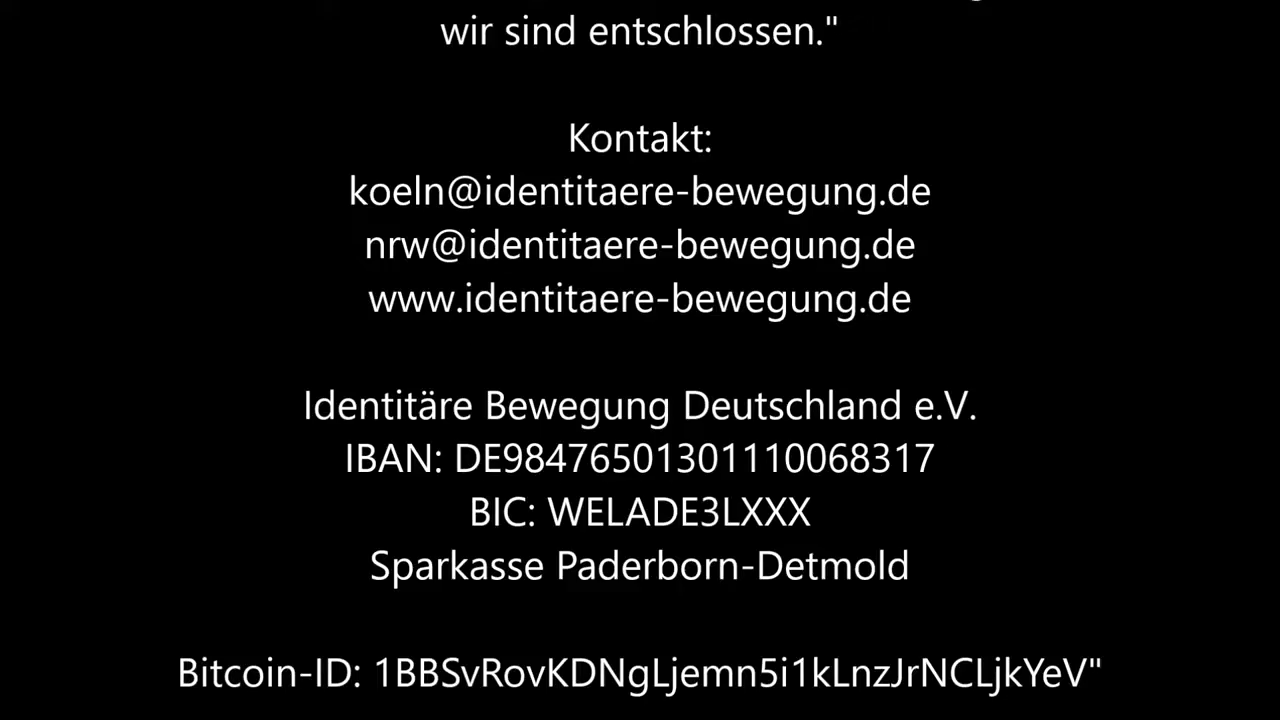 wir sind entschlossen."
Kontakt:
koeln@identitaere-bewegung.de
nrw@identitaere-bewegung.de
www.identitaere-bewegung.de
Identitäre Bewegung Deutschland e.V.
IBAN: DE98476501301110068317
BIC: WELADE3LXXX
Sparkasse Paderborn-Detmold
Bitcoin-ID: 1BBSvRovKDNgLjemn5i1kLnzJrNCLjkYeV"